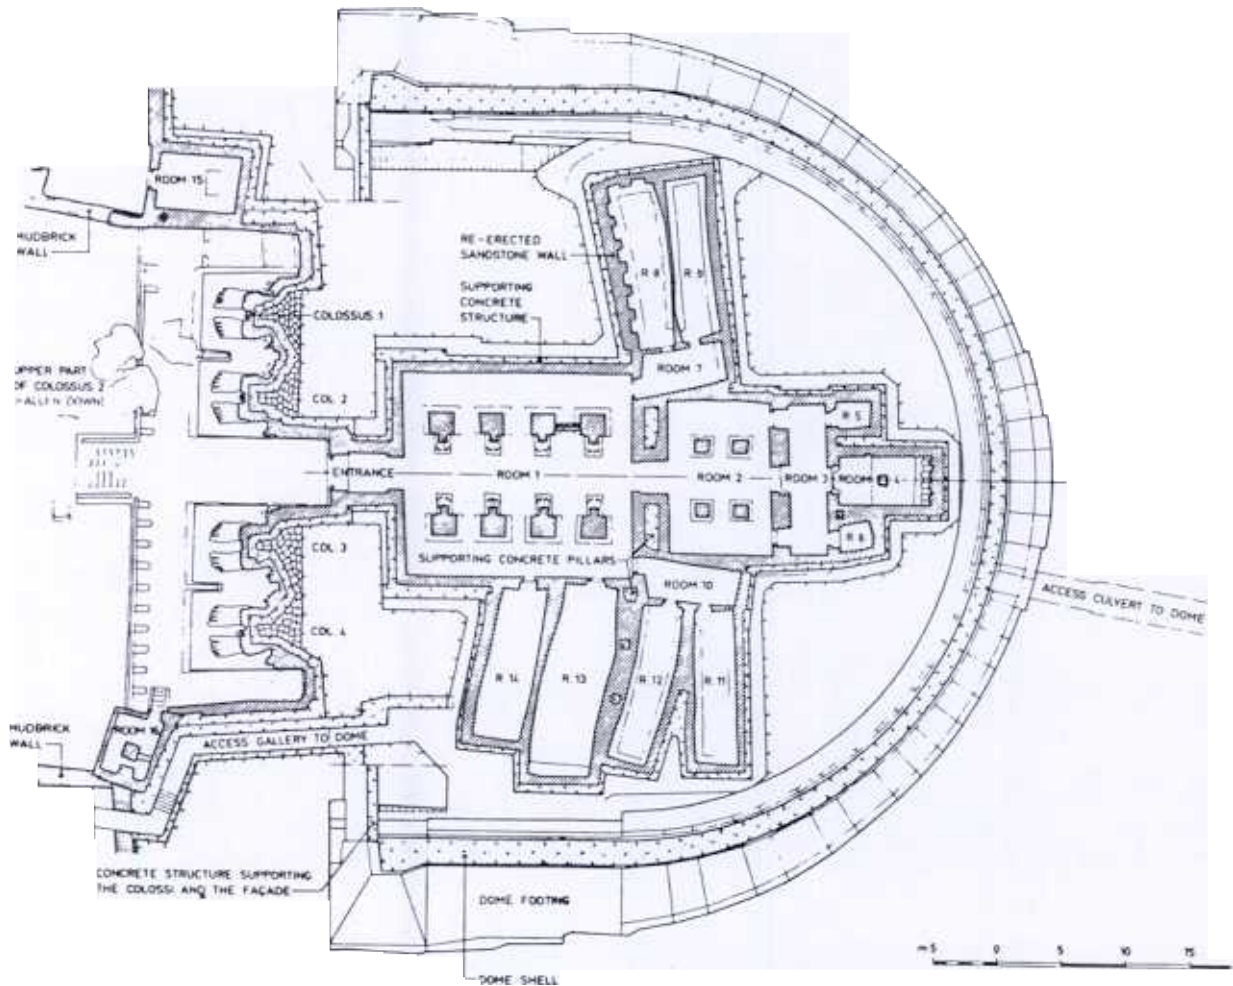 ROOM 15
MUDBRICK
WALL
RE-ERECTED
SANDSTONE WALL
R 8
R 9
SUPPORTING
CONCRETE
STRUCTURE
COLOSSUS 1
UPPER PART
OF COLOSSUS 2
FALLEN DOWN
COL 2
ROOM 7
R 5
ENTRANCE
ROOM 1
ROOM 2
ROOM 3
ROOM 4
COL 3
R 6
SUPPORTING CONCRETE PILLARS
ROOM 10
ACCESS CULVERT TO DOME
COL 4
R 14
R 13
R 12
R 11
MUDBRICK
WALL
ROOM 16
ACCESS GALLERY TO DOME
CONCRETE STRUCTURE SUPPORTING
THE COLOSSI AND THE FAÇADE
DOME FOOTING
DOME SHELL
m 5 0 5 10 15